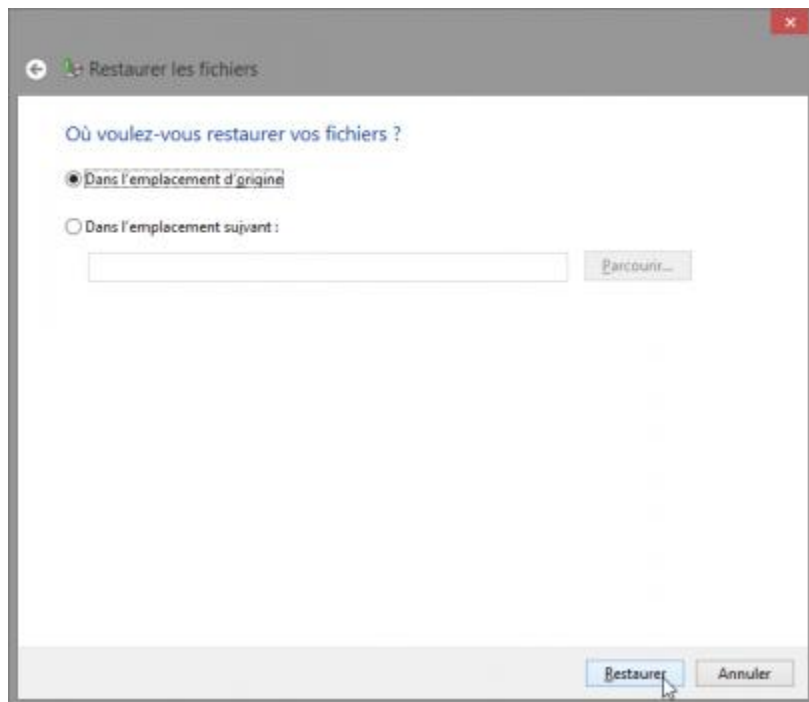 Restaurer les fichiers
Où voulez-vous restaurer vos fichiers ?
Dans l'emplacement d'origine
Dans l'emplacement suivant :
Parcourir...
Restaurer
Annuler